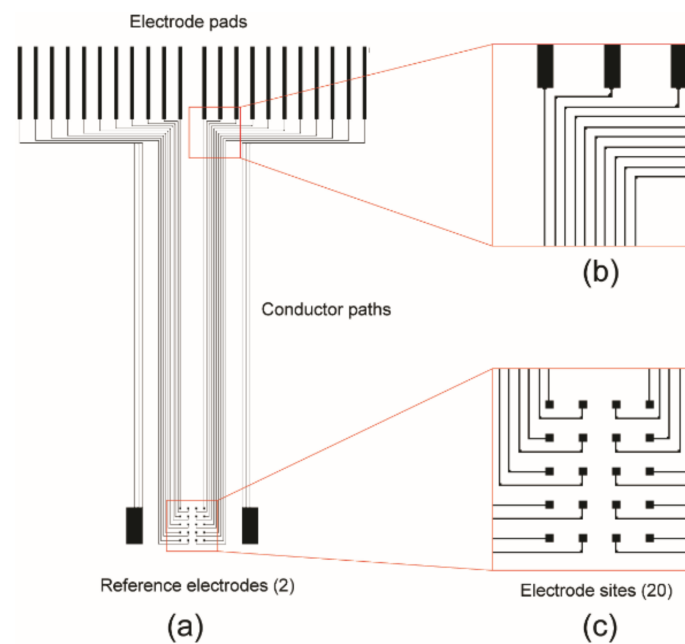 Electrode pads
(b)
Conductor paths
Reference electrodes (2)
Electrode sites (20)
(a)
(c)